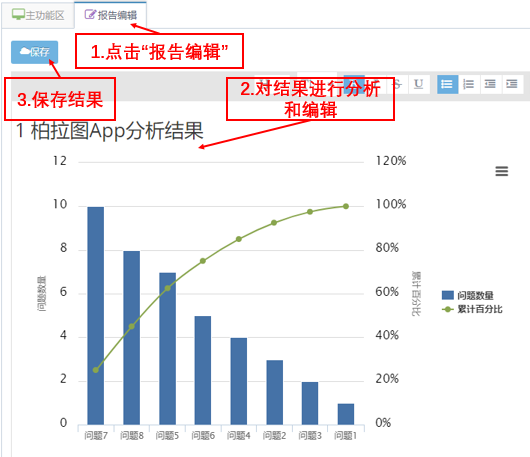 主功能区 报告编辑
1.点击“报告编辑”
保存
3.保存结果
2.对结果进行分析
和编辑
S U
1 柏拉图App分析结果
12 120%
10 100%
8 80%
6 60%
4 40%
2 20%
0 0%
问题数量
累计百分比
问题数量
累计百分比
问题7 问题8 问题5 问题6 问题4 问题2 问题3 问题1